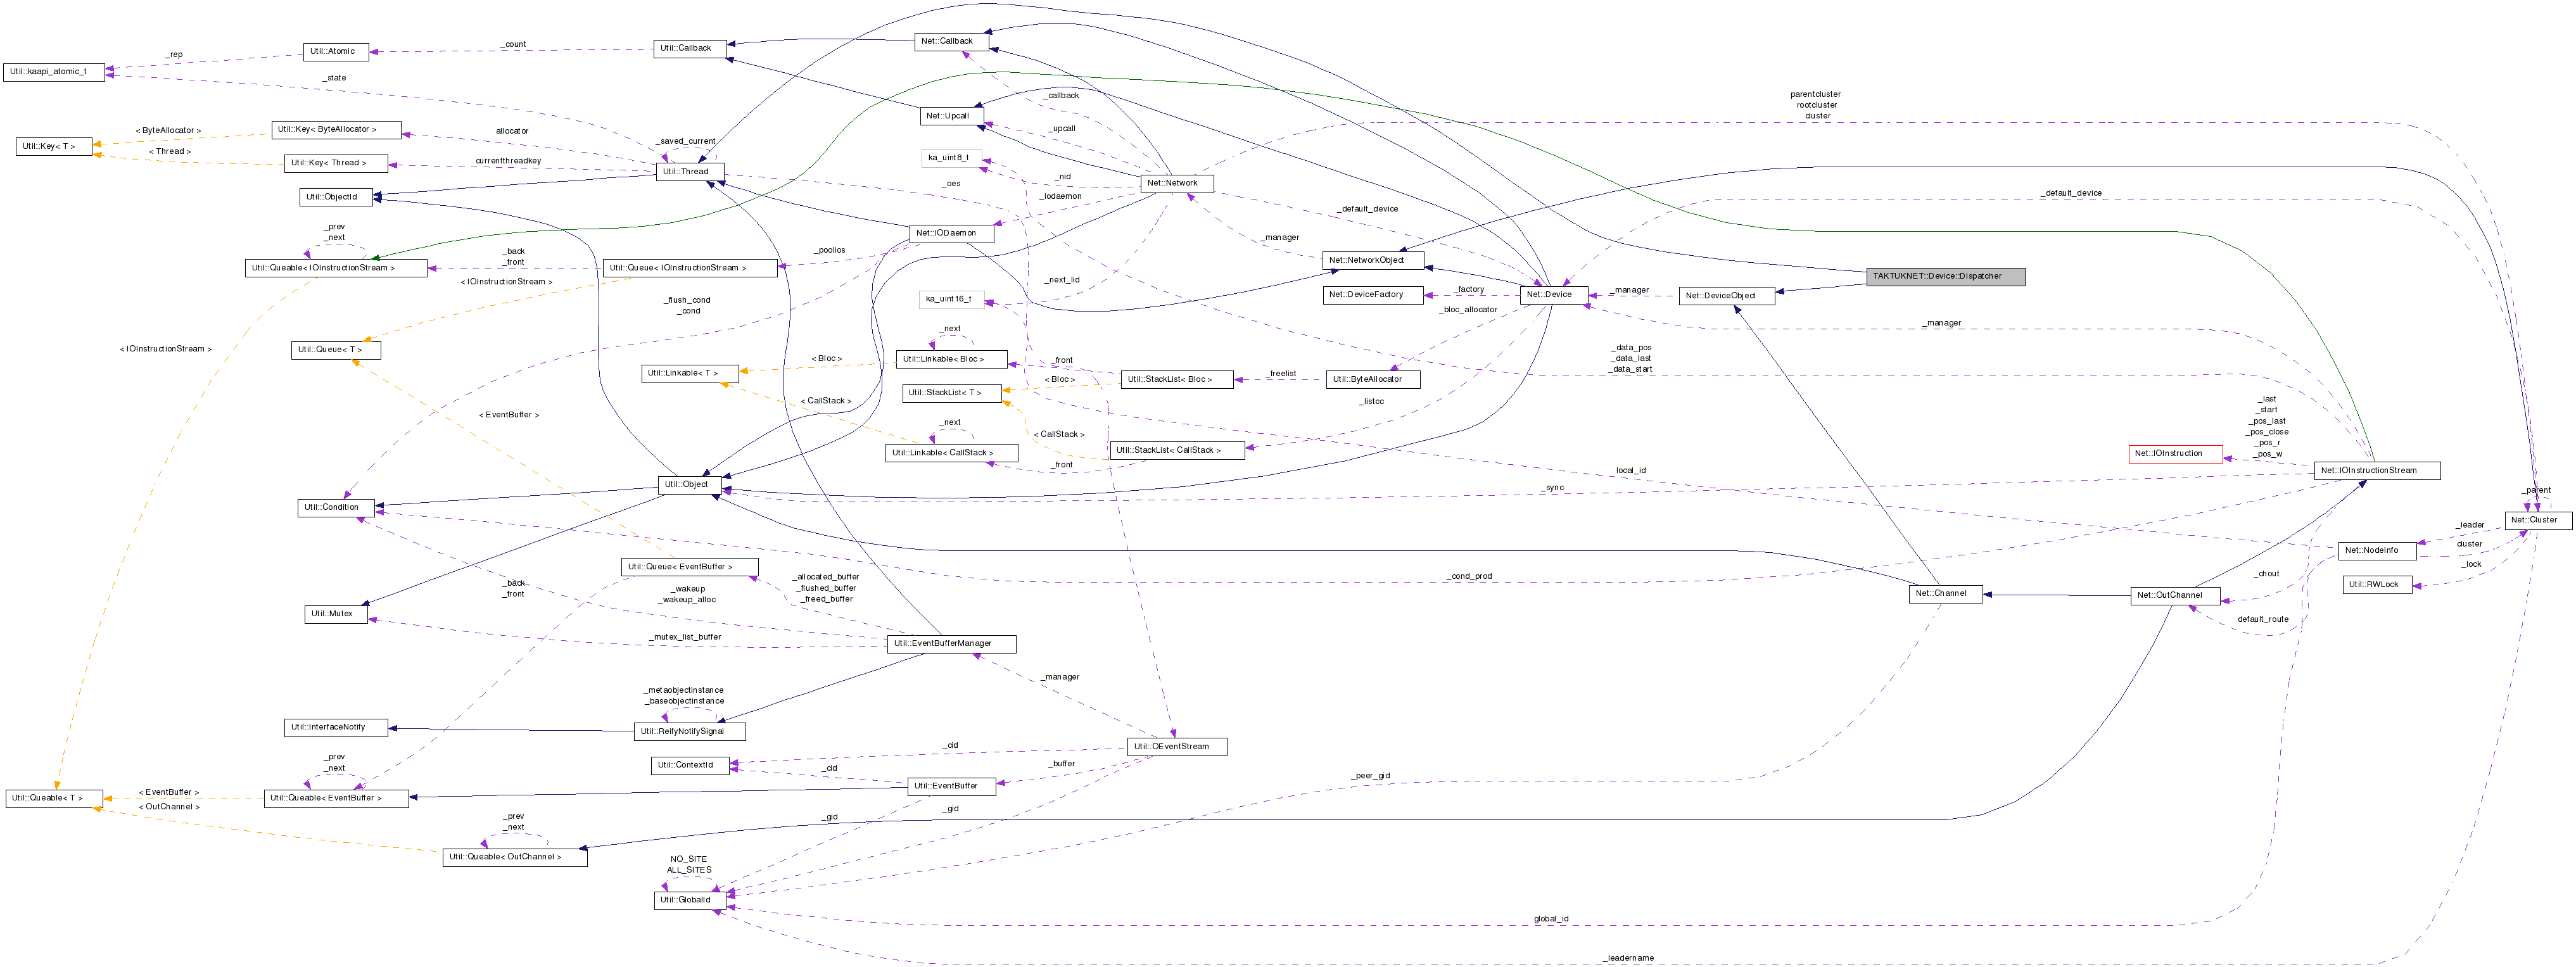 Util::kaapi_atomic_t
_rep
_state
Util::Atomic
_count
Util::Callback
Net::Callback
Util::Key< T >
< ByteAllocator >
< Thread >
Util::Key< ByteAllocator >
Util::Key< Thread >
allocator
currentthreadkey
_saved_current
Util::Thread
Util::ObjectId
Net::Upcall
ka_uint8_t
_oes
_callback
_upcall
_nid
_iodaemon
Net::Network
parentcluster
rootcluster
cluster
_default_device
_default_device
_prev
_next
Util::Queable< IOInstructionStream >
_back
_front
< IOInstructionStream >
Util::Queue< IOInstructionStream >
_poolios
Net::IODaemon
_flush_cond
_cond
_next_lid
ka_uint16_t
_manager
Net::NetworkObject
Net::DeviceFactory
_factory
_bloc_allocator
Net::Device
_manager
Net::DeviceObject
TAKTUKNET::Device::Dispatcher
_manager
< IOInstructionStream >
Util::Queue< T >
< EventBuffer >
Util::Linkable< T >
< Bloc >
< CallStack >
_next
Util::Linkable< Bloc >
Util::StackList< T >
_next
Util::Linkable< CallStack >
_front
< Bloc >
< CallStack >
_front
Util::StackList< Bloc >
Util::StackList< CallStack >
_freelist
Util::ByteAllocator
_listcc
_data_pos
_data_last
_data_start
local_id
_sync
_cond_prod
Net::IOInstruction
_last
_start
_pos_last
_pos_close
_pos_r
_pos_w
Net::IOInstructionStream
_parent
Net::Cluster
_leader
cluster
_lock
Net::NodeInfo
Util::RWLock
_chout
default_route
Net::OutChannel
Net::Channel
Util::Object
Util::Condition
Util::Mutex
_back
_front
Util::Queue< EventBuffer >
_wakeup
_wakeup_alloc
_mutex_list_buffer
_allocated_buffer
_flushed_buffer
_freed_buffer
Util::EventBufferManager
_manager
_metaobjectinstance
_baseobjectinstance
Util::ReifyNotifySignal
Util::InterfaceNotify
Util::OEventStream
_cid
_cid
Util::ContextId
_buffer
Util::EventBuffer
_prev
_next
Util::Queable< EventBuffer >
Util::Queable< T >
< EventBuffer >
< OutChannel >
_prev
_next
Util::Queable< OutChannel >
_gid
_gid
_peer_gid
NO_SITE
ALL_SITES
Util::GlobalId
global_id
_leadername